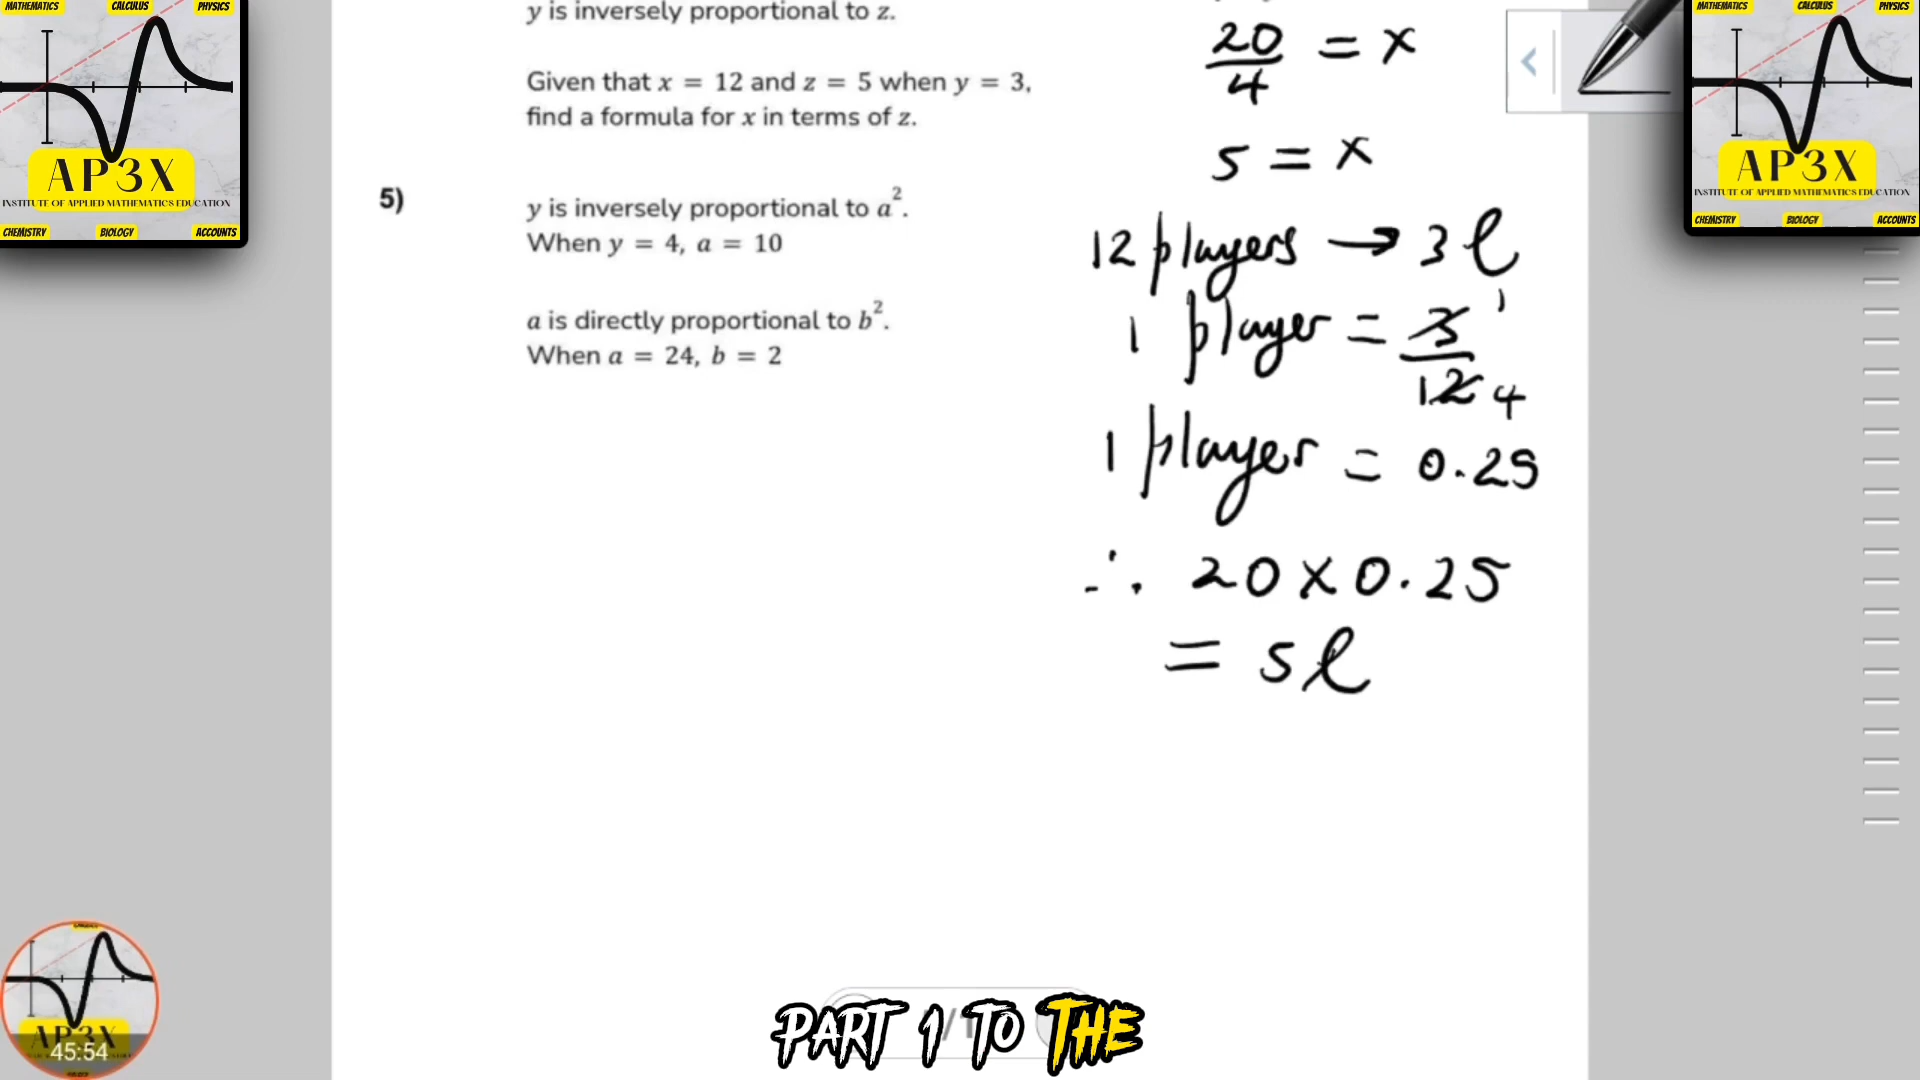 MATHEMATICS CALCULUS PHYSICS
AP3X
INSTITUTE OF APPLIED MATHEMATICS EDUCATION
CHEMISTRY BIOLOGY ACCOUNTS
y is inversely proportional to z.
Given that x = 12 and z = 5 when y = 3,
find a formula for x in terms of z.
5)
y is inversely proportional to a².
When y = 4, a = 10
a is directly proportional to b².
When a = 24, b = 2
20/4 = x
5 = x
12 players → 3 l
1 player = 3/12 1 4
1 player = 0.25
∴ 20 x 0.25
= 5 l
MATHEMATICS CALCULUS PHYSICS
AP3X
INSTITUTE OF APPLIED MATHEMATICS EDUCATION
CHEMISTRY BIOLOGY ACCOUNTS
AP3X
45:54
PART 1 TO THE